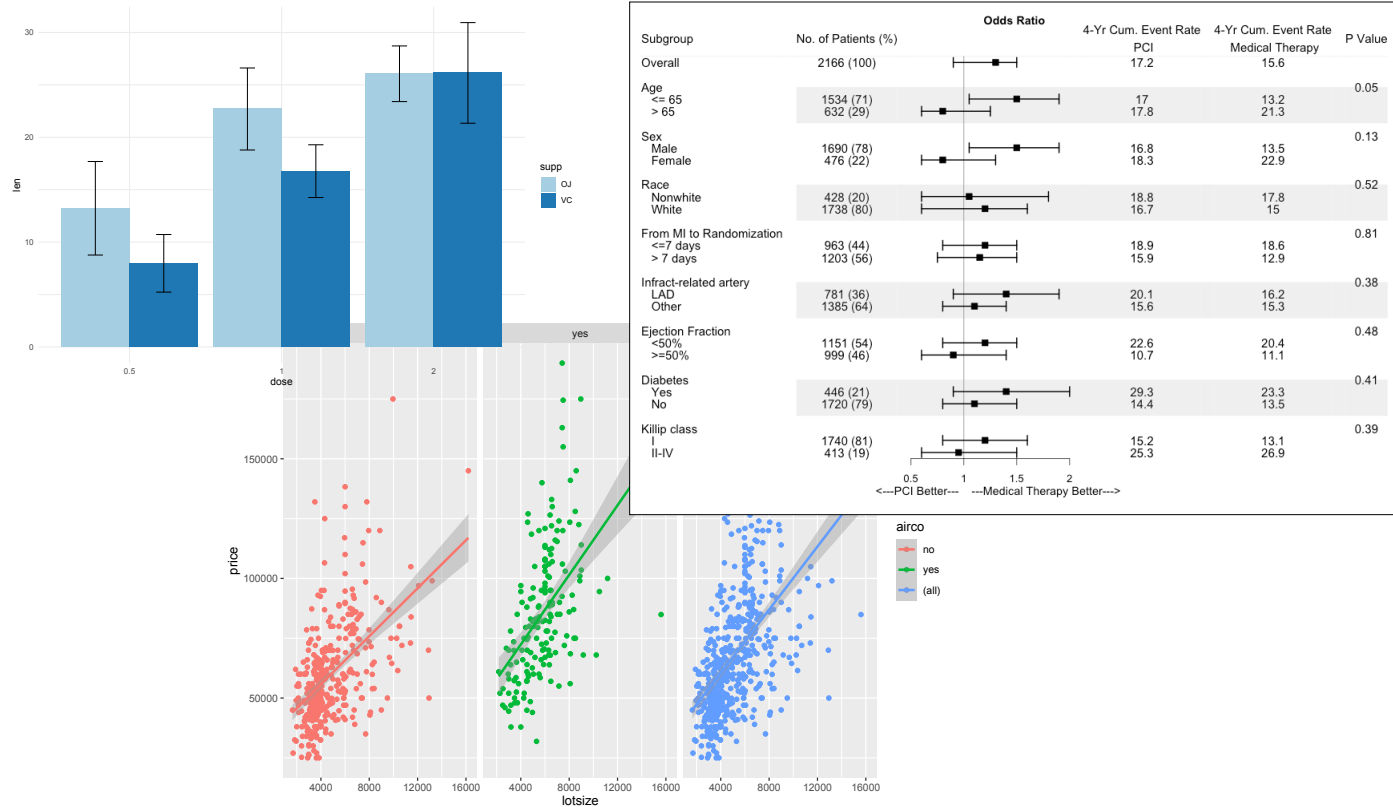 30
20
10
0
len
0.5
1
2
dose
supp
OJ
VC
Odds Ratio
4-Yr Cum. Event Rate 4-Yr Cum. Event Rate
Subgroup No. of Patients (%) PCI Medical Therapy P Value
Overall 2166 (100) 17.2 15.6
Age 0.05
<= 65 1534 (71) 17 13.2
> 65 632 (29) 17.8 21.3
Sex 0.13
Male 1690 (78) 16.8 13.5
Female 476 (22) 18.3 22.9
Race 0.52
Nonwhite 428 (20) 18.8 17.8
White 1738 (80) 16.7 15
From MI to Randomization 0.81
<=7 days 963 (44) 18.9 18.6
> 7 days 1203 (56) 15.9 12.9
Infract-related artery 0.38
LAD 781 (36) 20.1 16.2
Other 1385 (64) 15.6 15.3
Ejection Fraction 0.48
<50% 1151 (54) 22.6 20.4
>=50% 999 (46) 10.7 11.1
Diabetes 0.41
Yes 446 (21) 29.3 23.3
No 1720 (79) 14.4 13.5
Killip class 0.39
I 1740 (81) 15.2 13.1
II-IV 413 (19) 25.3 26.9
0.5 1 1.5 2
<---PCI Better--- ---Medical Therapy Better--->
yes
150000
100000
50000
price
4000 8000 12000 16000 4000 8000 12000 16000 4000 8000 12000 16000
lotsize
airco
no
yes
(all)